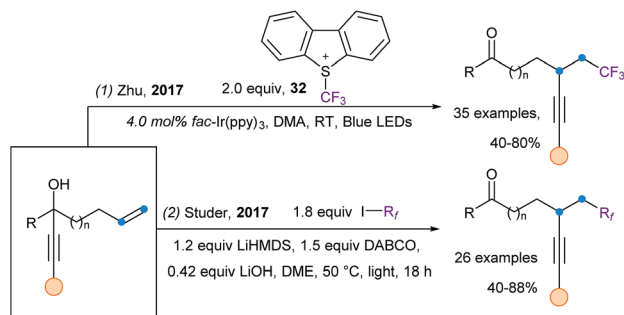 O
R
( )n
CF3
35 examples,
40-80%
S
+
CF3
(1) Zhu, 2017
2.0 equiv, 32
4.0 mol% fac-Ir(ppy)3, DMA, RT, Blue LEDs
OH
R
( )n
(2) Studer, 2017
1.8 equiv I—Rf
1.2 equiv LiHMDS, 1.5 equiv DABCO,
0.42 equiv LiOH, DME, 50 °C, light, 18 h
O
R
( )n
Rf
26 examples
40-88%